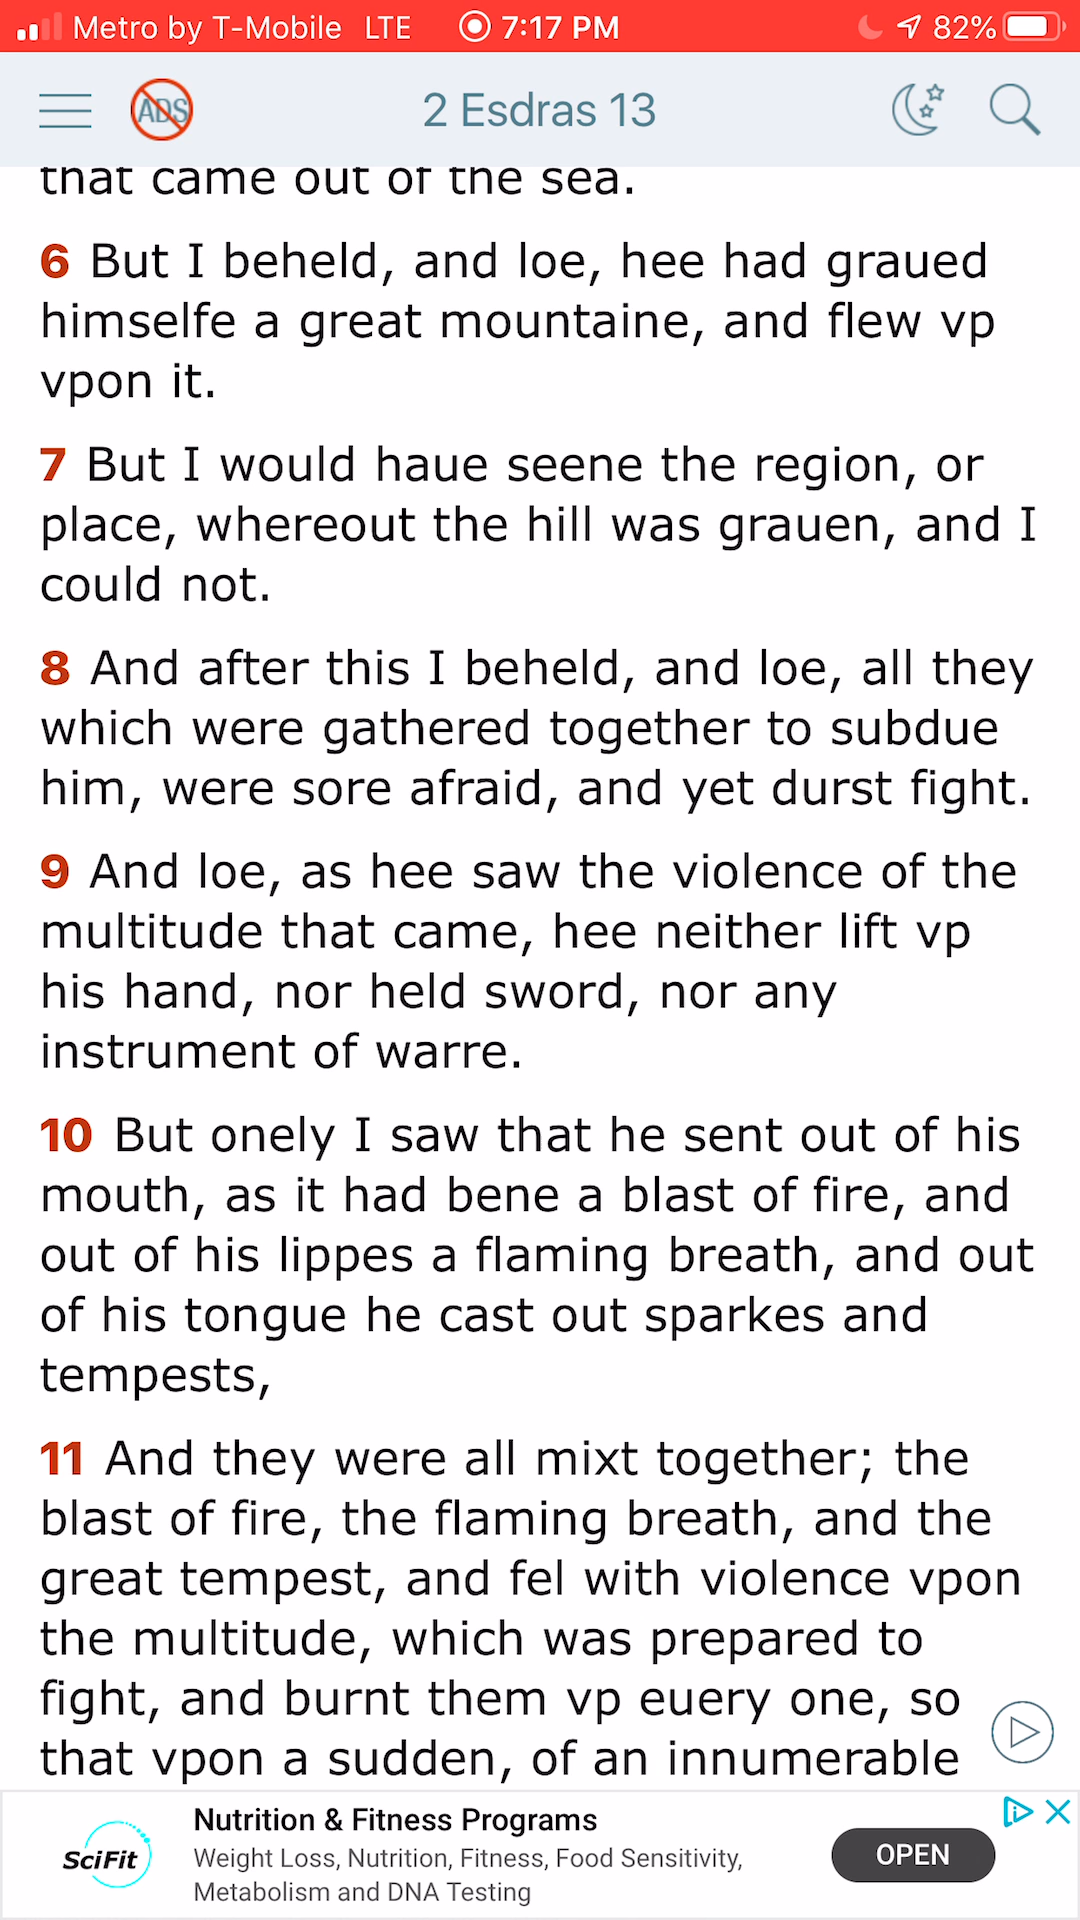 Metro by T-Mobile LTE 7:17 PM 82%
ADS 2 Esdras 13
that came out of the sea.
6 But I beheld, and loe, hee had graued
himselfe a great mountaine, and flew vp
vpon it.
7 But I would haue seene the region, or
place, whereout the hill was grauen, and I
could not.
8 And after this I beheld, and loe, all they
which were gathered together to subdue
him, were sore afraid, and yet durst fight.
9 And loe, as hee saw the violence of the
multitude that came, hee neither lift vp
his hand, nor held sword, nor any
instrument of warre.
10 But onely I saw that he sent out of his
mouth, as it had bene a blast of fire, and
out of his lippes a flaming breath, and out
of his tongue he cast out sparkes and
tempests,
11 And they were all mixt together; the
blast of fire, the flaming breath, and the
great tempest, and fel with violence vpon
the multitude, which was prepared to
fight, and burnt them vp euery one, so
that vpon a sudden, of an innumerable
Nutrition & Fitness Programs
SciFit
Weight Loss, Nutrition, Fitness, Food Sensitivity,
Metabolism and DNA Testing
OPEN